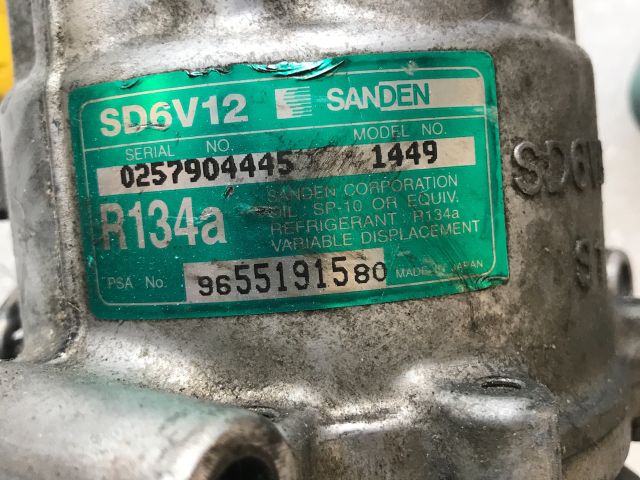 SD6V12 SANDEN
SERIAL NO. MODEL NO.
0257904445 1449
R134a
SANDEN CORPORATION
OIL: SP-10 OR EQUIV.
REFRIGERANT: R134a
VARIABLE DISPLACEMENT
PSA No. 9655191580 MADE IN JAPAN